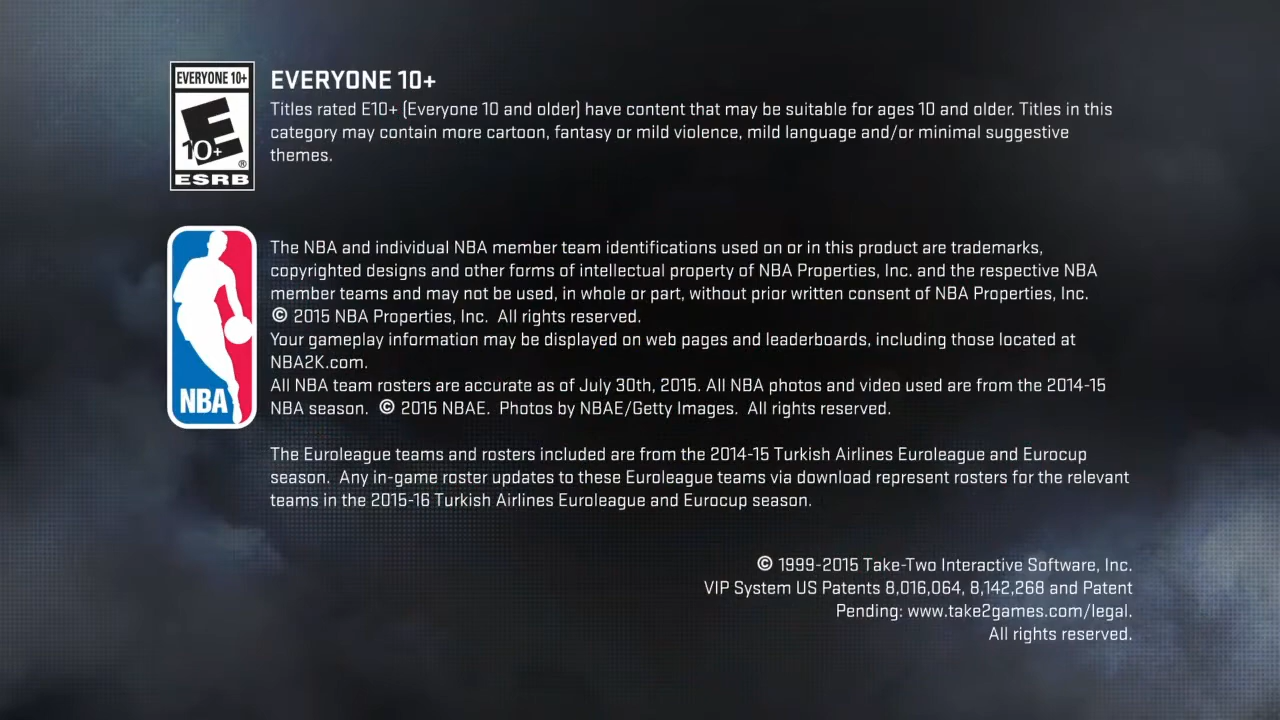 EVERYONE 10+
E
10+
®
ESRB
EVERYONE 10+
Titles rated E10+ (Everyone 10 and older) have content that may be suitable for ages 10 and older. Titles in this
category may contain more cartoon, fantasy or mild violence, mild language and/or minimal suggestive
themes.
NBA
The NBA and individual NBA member team identifications used on or in this product are trademarks,
copyrighted designs and other forms of intellectual property of NBA Properties, Inc. and the respective NBA
member teams and may not be used, in whole or part, without prior written consent of NBA Properties, Inc.
© 2015 NBA Properties, Inc. All rights reserved.
Your gameplay information may be displayed on web pages and leaderboards, including those located at
NBA2K.com.
All NBA team rosters are accurate as of July 30th, 2015. All NBA photos and video used are from the 2014-15
NBA season. © 2015 NBAE. Photos by NBAE/Getty Images. All rights reserved.
The Euroleague teams and rosters included are from the 2014-15 Turkish Airlines Euroleague and Eurocup
season. Any in-game roster updates to these Euroleague teams via download represent rosters for the relevant
teams in the 2015-16 Turkish Airlines Euroleague and Eurocup season.
© 1999-2015 Take-Two Interactive Software, Inc.
VIP System US Patents 8,016,064, 8,142,268 and Patent
Pending: www.take2games.com/legal.
All rights reserved.